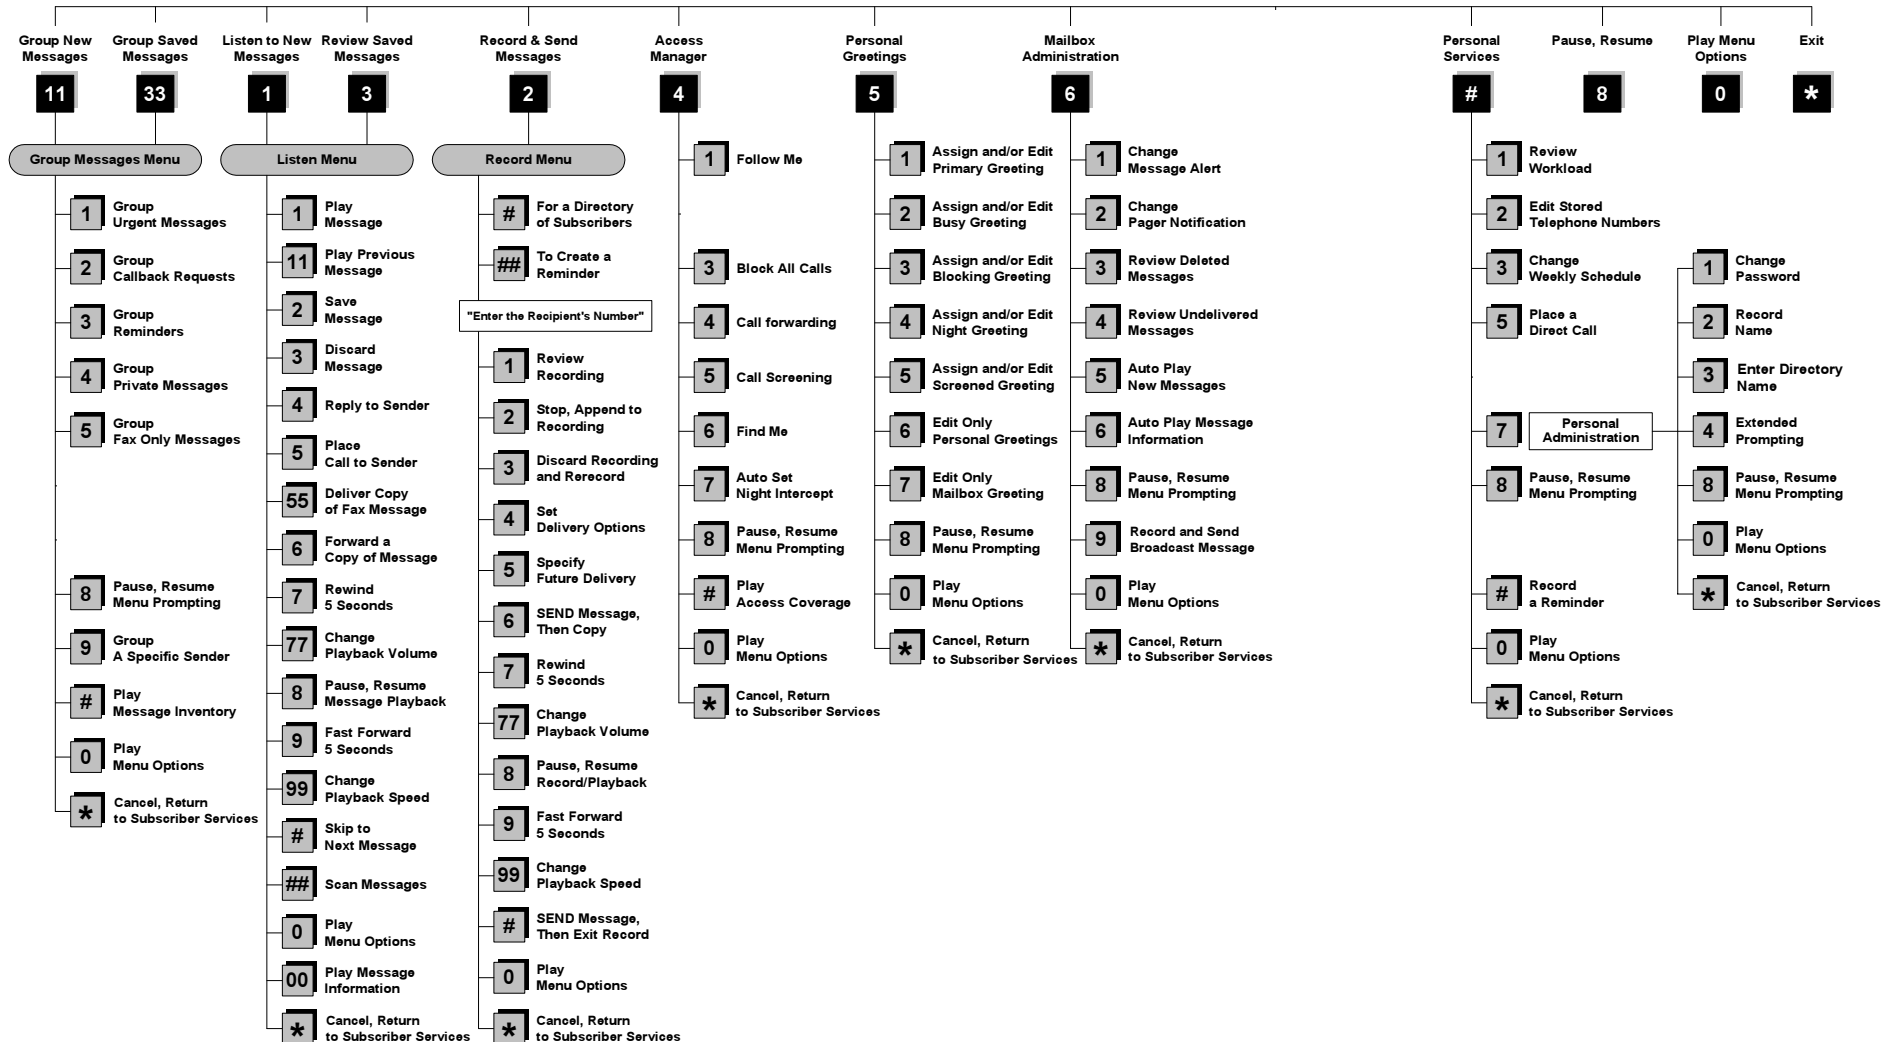 Group New
Messages
11
Group Saved
Messages
33
Listen to New
Messages
1
Review Saved
Messages
3
Record & Send
Messages
2
Access
Manager
4
Personal
Greetings
5
Mailbox
Administration
6
Personal
Services
#
Pause, Resume
8
Play Menu
Options
0
Exit
*
Group Messages Menu
1
Group
Urgent Messages
2
Group
Callback Requests
3
Group
Reminders
4
Group
Private Messages
5
Group
Fax Only Messages
8
Pause, Resume
Menu Prompting
9
Group
A Specific Sender
#
Play
Message Inventory
0
Play
Menu Options
*
Cancel, Return
to Subscriber Services
Listen Menu
1
Play
Message
11
Play Previous
Message
2
Save
Message
3
Discard
Message
4
Reply to Sender
5
Place
Call to Sender
55
Deliver Copy
of Fax Message
6
Forward a
Copy of Message
7
Rewind
5 Seconds
77
Change
Playback Volume
8
Pause, Resume
Message Playback
9
Fast Forward
5 Seconds
99
Change
Playback Speed
#
Skip to
Next Message
##
Scan Messages
0
Play
Menu Options
00
Play Message
Information
*
Cancel, Return
to Subscriber Services
Record Menu
#
For a Directory
of Subscribers
##
To Create a
Reminder
"Enter the Recipient's Number"
1
Review
Recording
2
Stop, Append to
Recording
3
Discard Recording
and Rerecord
4
Set
Delivery Options
5
Specify
Future Delivery
6
SEND Message,
Then Copy
7
Rewind
5 Seconds
77
Change
Playback Volume
8
Pause, Resume
Record/Playback
9
Fast Forward
5 Seconds
99
Change
Playback Speed
#
SEND Message,
Then Exit Record
0
Play
Menu Options
*
Cancel, Return
to Subscriber Services
1
Follow Me
3
Block All Calls
4
Call forwarding
5
Call Screening
6
Find Me
7
Auto Set
Night Intercept
8
Pause, Resume
Menu Prompting
#
Play
Access Coverage
0
Play
Menu Options
*
Cancel, Return
to Subscriber Services
1
Assign and/or Edit
Primary Greeting
2
Assign and/or Edit
Busy Greeting
3
Assign and/or Edit
Blocking Greeting
4
Assign and/or Edit
Night Greeting
5
Assign and/or Edit
Screened Greeting
6
Edit Only
Personal Greetings
7
Edit Only
Mailbox Greeting
8
Pause, Resume
Menu Prompting
0
Play
Menu Options
*
Cancel, Return
to Subscriber Services
1
Change
Message Alert
2
Change
Pager Notification
3
Review Deleted
Messages
4
Review Undelivered
Messages
5
Auto Play
New Messages
6
Auto Play Message
Information
8
Pause, Resume
Menu Prompting
9
Record and Send
Broadcast Message
0
Play
Menu Options
*
Cancel, Return
to Subscriber Services
1
Review
Workload
2
Edit Stored
Telephone Numbers
3
Change
Weekly Schedule
5
Place a
Direct Call
7
Personal
Administration
8
Pause, Resume
Menu Prompting
#
Record
a Reminder
0
Play
Menu Options
*
Cancel, Return
to Subscriber Services
1
Change
Password
2
Record
Name
3
Enter Directory
Name
4
Extended
Prompting
8
Pause, Resume
Menu Prompting
0
Play
Menu Options
*
Cancel, Return
to Subscriber Services